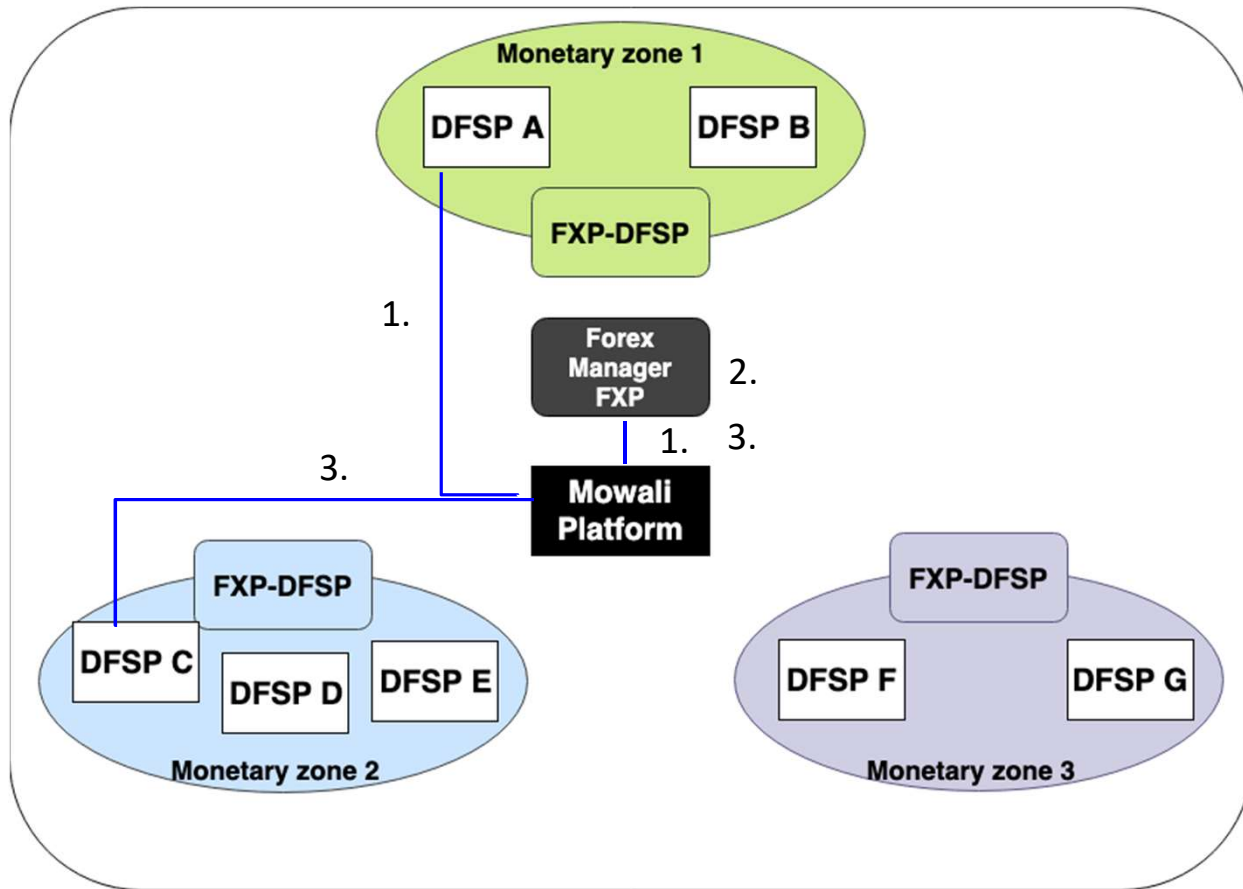 Monetary zone 1
DFSP A
DFSP B
FXP-DFSP
1.
Forex
Manager
FXP
2.
1.
3.
3.
Mowali
Platform
FXP-DFSP
DFSP C
DFSP D
DFSP E
Monetary zone 2
FXP-DFSP
DFSP F
DFSP G
Monetary zone 3